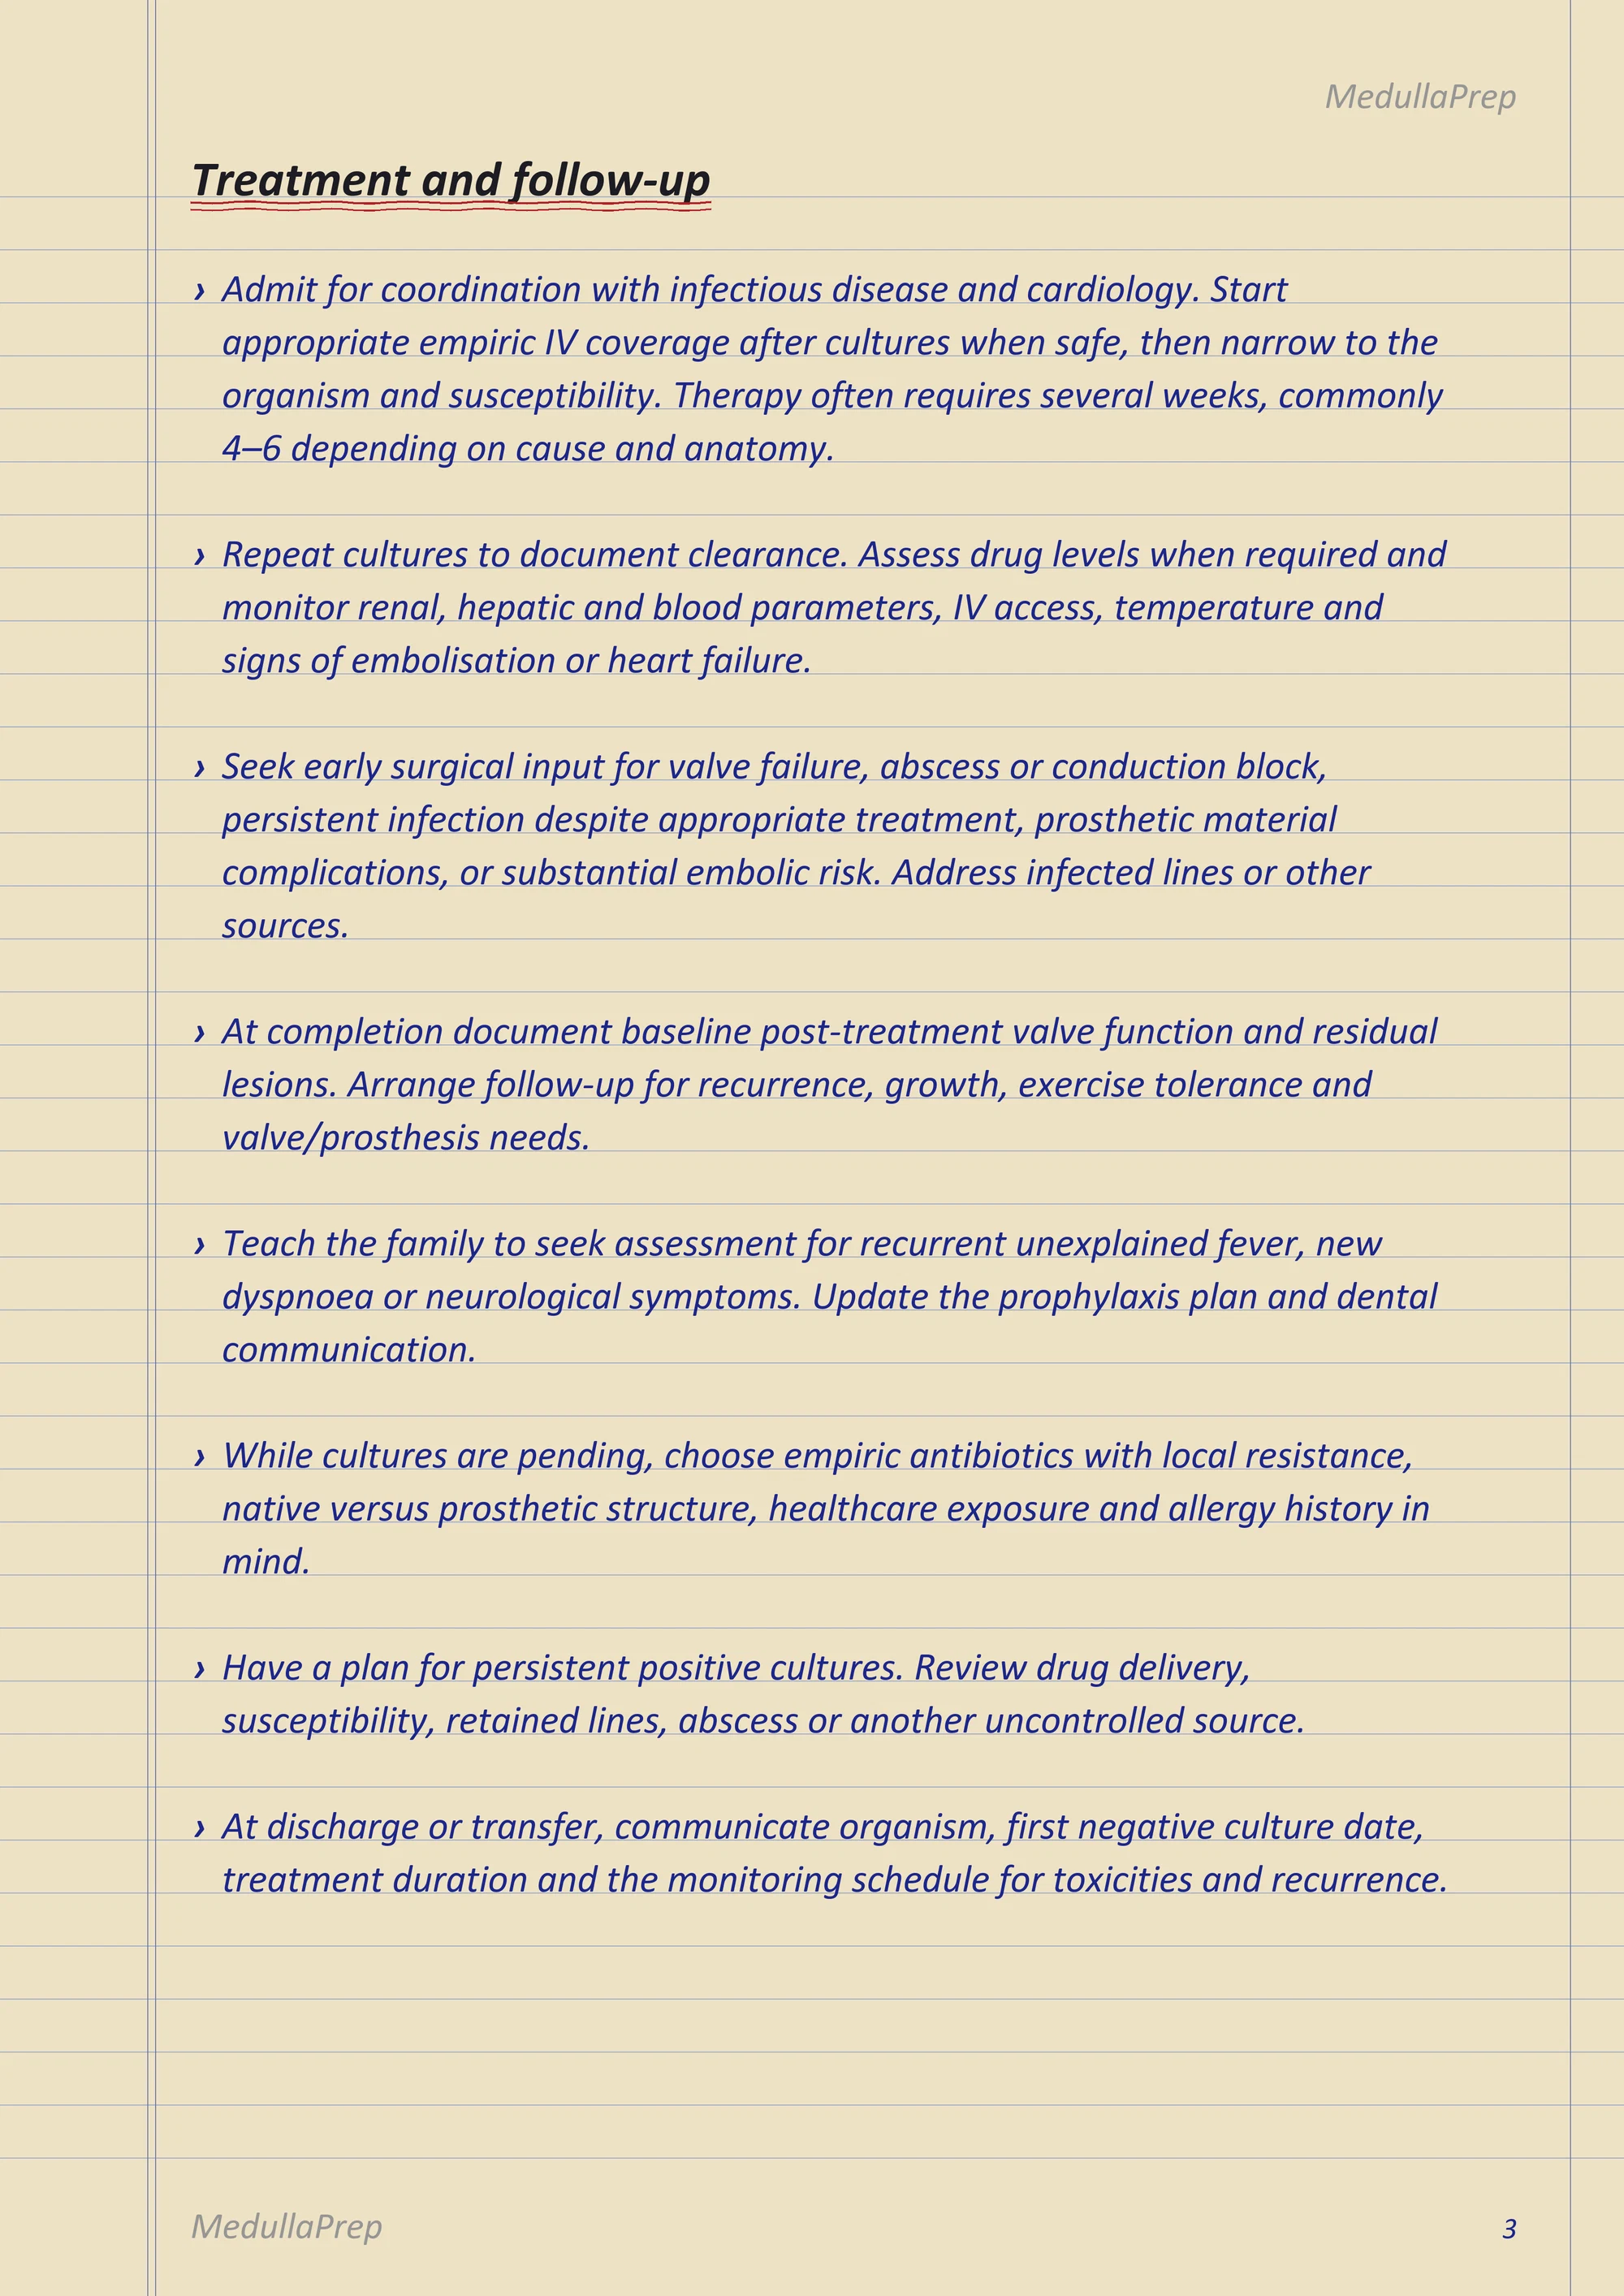 MedullaPrep
Treatment and follow-up
› Admit for coordination with infectious disease and cardiology. Start
appropriate empiric IV coverage after cultures when safe, then narrow to the
organism and susceptibility. Therapy often requires several weeks, commonly
4–6 depending on cause and anatomy.
› Repeat cultures to document clearance. Assess drug levels when required and
monitor renal, hepatic and blood parameters, IV access, temperature and
signs of embolisation or heart failure.
› Seek early surgical input for valve failure, abscess or conduction block,
persistent infection despite appropriate treatment, prosthetic material
complications, or substantial embolic risk. Address infected lines or other
sources.
› At completion document baseline post-treatment valve function and residual
lesions. Arrange follow-up for recurrence, growth, exercise tolerance and
valve/prosthesis needs.
› Teach the family to seek assessment for recurrent unexplained fever, new
dyspnoea or neurological symptoms. Update the prophylaxis plan and dental
communication.
› While cultures are pending, choose empiric antibiotics with local resistance,
native versus prosthetic structure, healthcare exposure and allergy history in
mind.
› Have a plan for persistent positive cultures. Review drug delivery,
susceptibility, retained lines, abscess or another uncontrolled source.
› At discharge or transfer, communicate organism, first negative culture date,
treatment duration and the monitoring schedule for toxicities and recurrence.
MedullaPrep
3